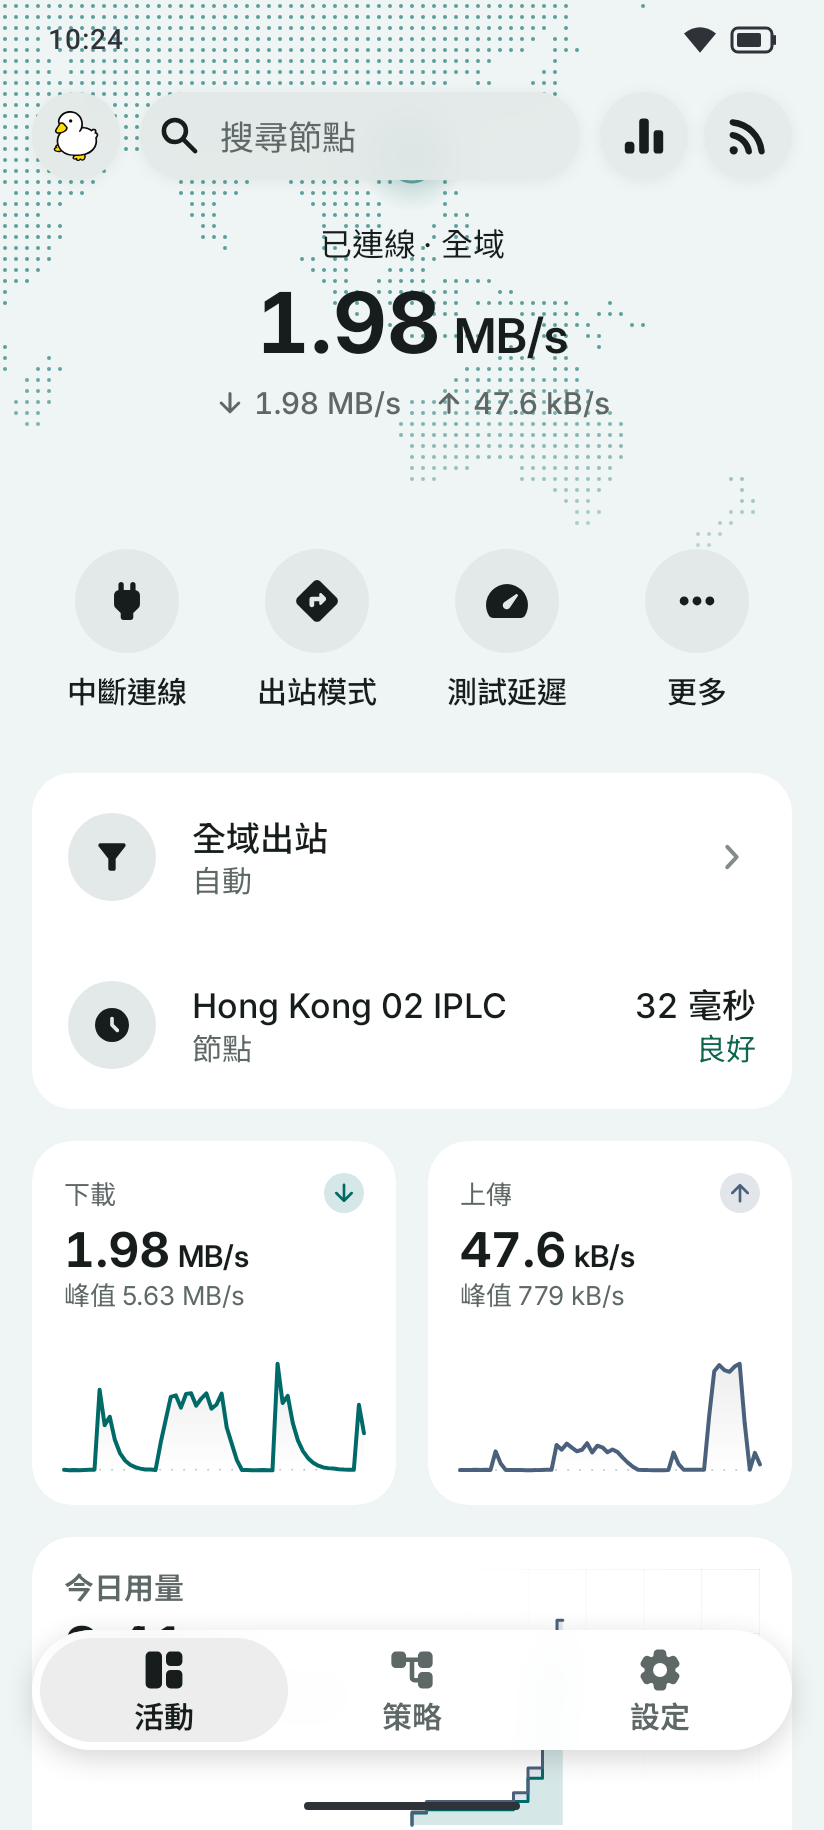 10:24
搜尋節點
已連線 · 全域
1.98 MB/s
↓ 1.98 MB/s ↑ 47.6 kB/s
中斷連線 出站模式 測試延遲 更多
全域出站
自動
Hong Kong 02 IPLC 32 毫秒
節點 良好
下載 上傳
1.98 MB/s 47.6 kB/s
峰值 5.63 MB/s 峰值 779 kB/s
今日用量
活動 策略 設定